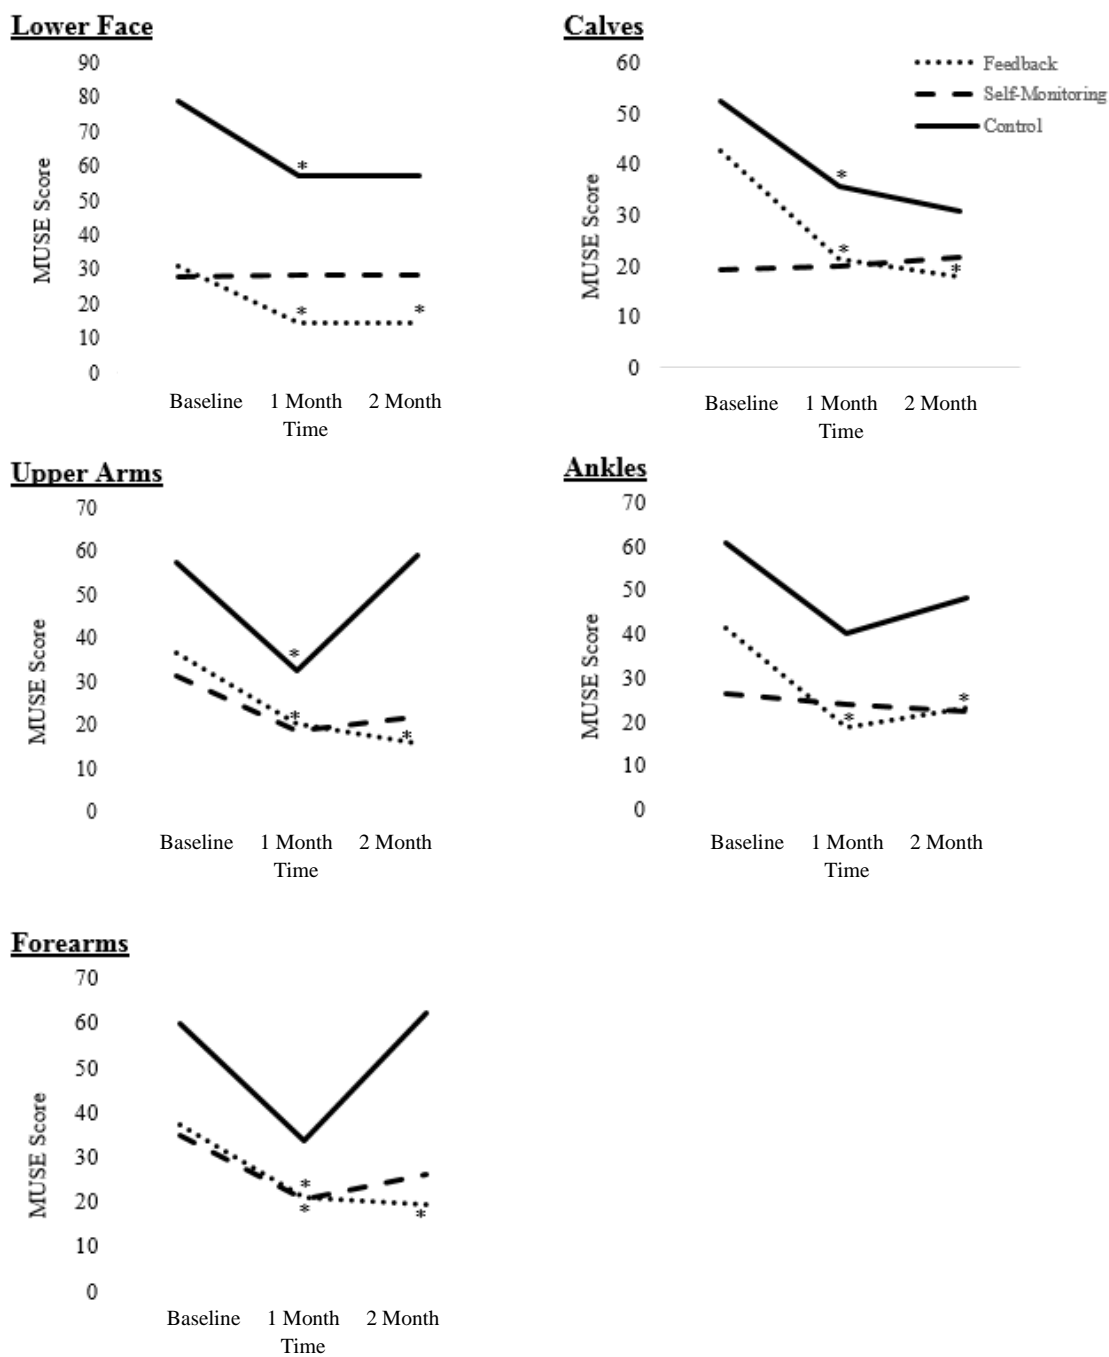 Lower Face
90
80
70
60
50
40
30
20
10
0
MUSE Score
*
*
*
Baseline 1 Month 2 Month
Time
Calves
60
50
40
30
20
10
0
MUSE Score
Feedback
Self-Monitoring
Control
*
*
*
Baseline 1 Month 2 Month
Time
Upper Arms
70
60
50
40
30
20
10
0
MUSE Score
*
*
*
Baseline 1 Month 2 Month
Time
Ankles
70
60
50
40
30
20
10
0
MUSE Score
*
*
Baseline 1 Month 2 Month
Time
Forearms
70
60
50
40
30
20
10
0
MUSE Score
*
*
*
Baseline 1 Month 2 Month
Time